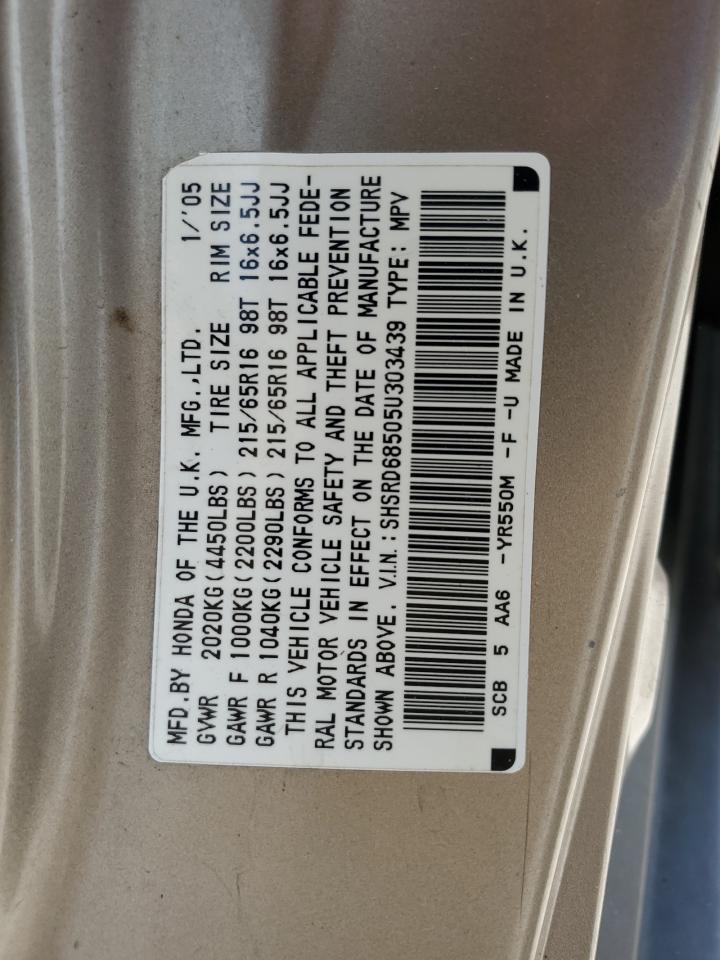 MFD.BY HONDA OF THE U.K. MFG.,LTD. 1/'05
GVWR 2020KG(4450LBS) TIRE SIZE RIM SIZE
GAWR F 1000KG(2200LBS) 215/65R16 98T 16x6.5JJ
GAWR R 1040KG(2290LBS) 215/65R16 98T 16x6.5JJ
THIS VEHICLE CONFORMS TO ALL APPLICABLE FEDE-
RAL MOTOR VEHICLE SAFETY AND THEFT PREVENTION
STANDARDS IN EFFECT ON THE DATE OF MANUFACTURE
SHOWN ABOVE. V.I.N.:SHSRD68505U303439 TYPE: MPV
SCB 5 AA6 -YR550M -F -U MADE IN U.K.